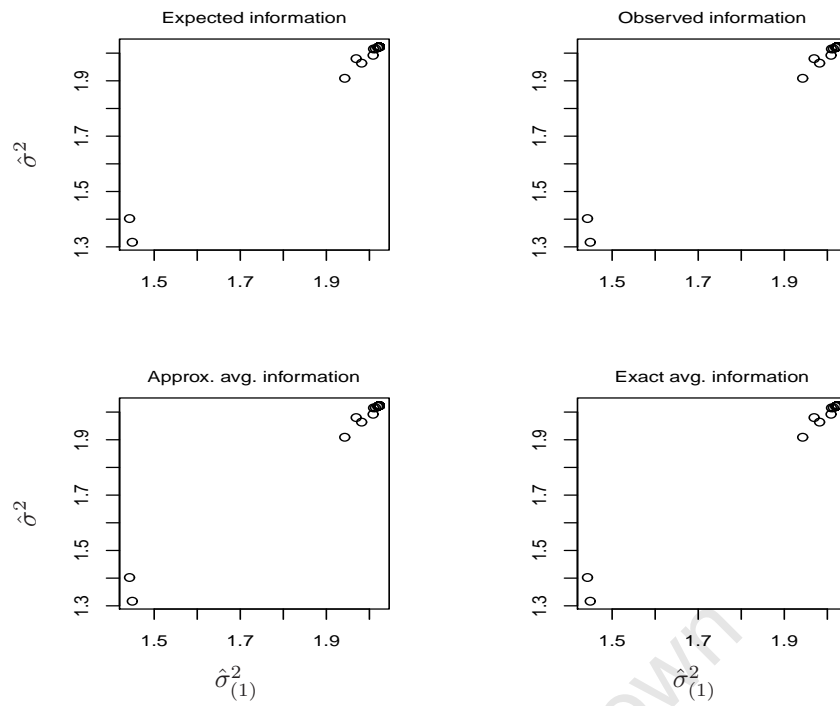 Expected information
Observed information
σ̂²
1.3 1.5 1.7 1.9
1.5 1.7 1.9
1.3 1.5 1.7 1.9
1.5 1.7 1.9
Approx. avg. information
Exact avg. information
σ̂²
1.3 1.5 1.7 1.9
1.5 1.7 1.9
1.3 1.5 1.7 1.9
1.5 1.7 1.9
σ̂²₍₁₎
σ̂²₍₁₎
own